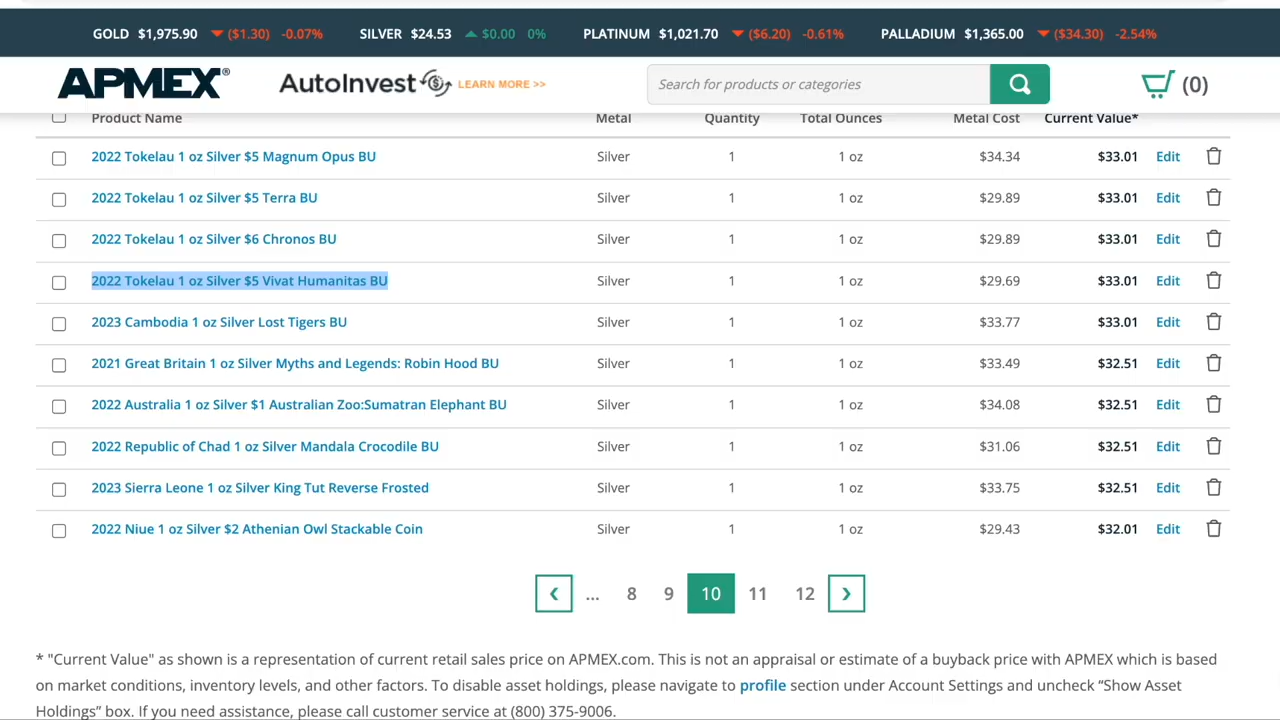 GOLD $1,975.90 ($1.30) -0.07% SILVER $24.53 $0.00 0% PLATINUM $1,021.70 ($6.20) -0.61% PALLADIUM $1,365.00 ($34.30) -2.54%
APMEX® AutoInvest LEARN MORE >> Search for products or categories (0)
Product Name Metal Quantity Total Ounces Metal Cost Current Value*
2022 Tokelau 1 oz Silver $5 Magnum Opus BU Silver 1 1 oz $34.34 $33.01 Edit
2022 Tokelau 1 oz Silver $5 Terra BU Silver 1 1 oz $29.89 $33.01 Edit
2022 Tokelau 1 oz Silver $6 Chronos BU Silver 1 1 oz $29.89 $33.01 Edit
2022 Tokelau 1 oz Silver $5 Vivat Humanitas BU Silver 1 1 oz $29.69 $33.01 Edit
2023 Cambodia 1 oz Silver Lost Tigers BU Silver 1 1 oz $33.77 $33.01 Edit
2021 Great Britain 1 oz Silver Myths and Legends: Robin Hood BU Silver 1 1 oz $33.49 $32.51 Edit
2022 Australia 1 oz Silver $1 Australian Zoo:Sumatran Elephant BU Silver 1 1 oz $34.08 $32.51 Edit
2022 Republic of Chad 1 oz Silver Mandala Crocodile BU Silver 1 1 oz $31.06 $32.51 Edit
2023 Sierra Leone 1 oz Silver King Tut Reverse Frosted Silver 1 1 oz $33.75 $32.51 Edit
2022 Niue 1 oz Silver $2 Athenian Owl Stackable Coin Silver 1 1 oz $29.43 $32.01 Edit
‹ ... 8 9 10 11 12 ›
* "Current Value" as shown is a representation of current retail sales price on APMEX.com. This is not an appraisal or estimate of a buyback price with APMEX which is based
on market conditions, inventory levels, and other factors. To disable asset holdings, please navigate to profile section under Account Settings and uncheck “Show Asset
Holdings” box. If you need assistance, please call customer service at (800) 375-9006.